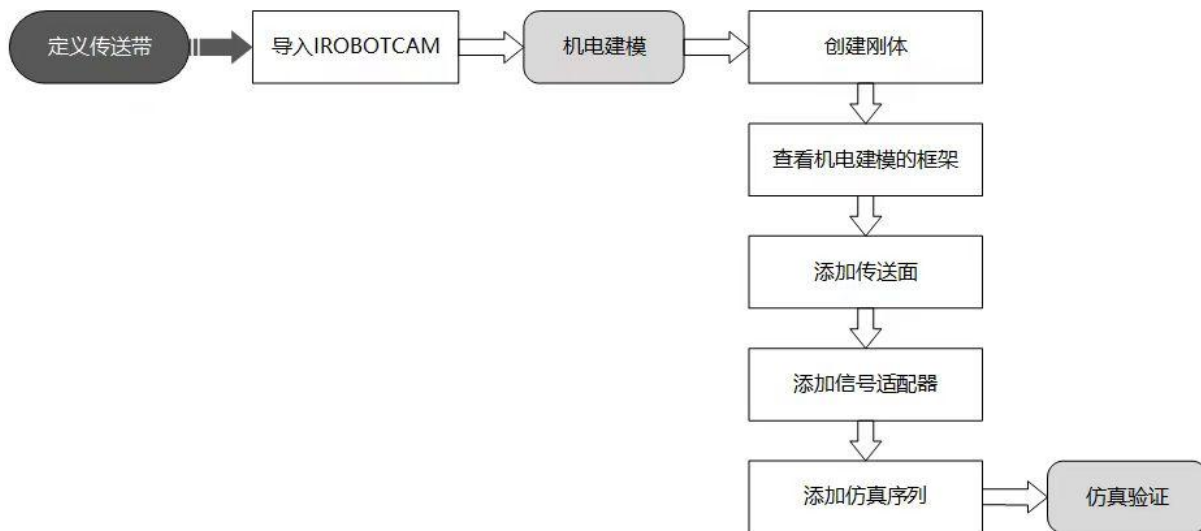 定义传送带
导入IROBOTCAM
机电建模
创建刚体
查看机电建模的框架
添加传送面
添加信号适配器
添加仿真序列
仿真验证